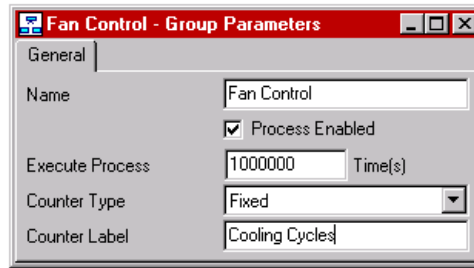 Fan Control - Group Parameters
General
Name Fan Control
Process Enabled
Execute Process 1000000 Time(s)
Counter Type Fixed
Counter Label Cooling Cycles